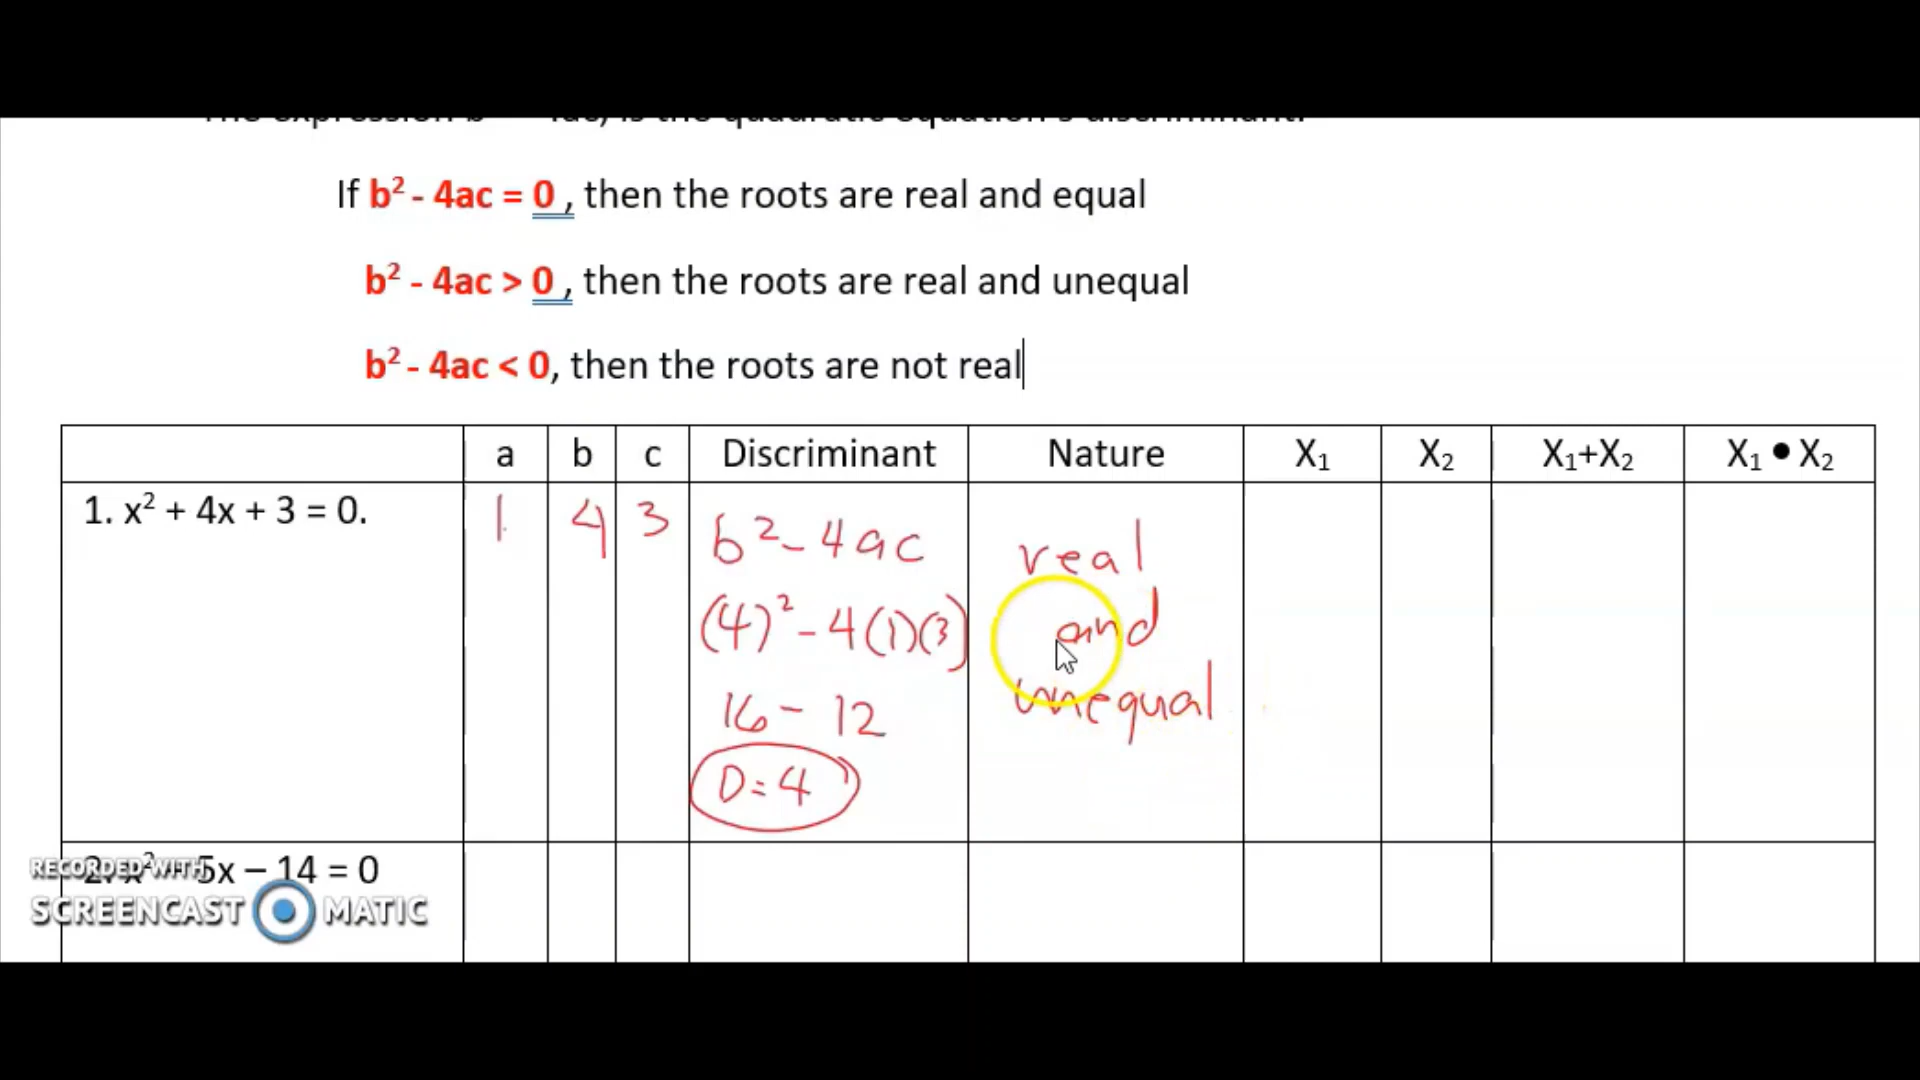 If b² - 4ac = 0 , then the roots are real and equal
b² - 4ac > 0 , then the roots are real and unequal
b² - 4ac < 0, then the roots are not real
a b c Discriminant Nature X₁ X₂ X₁+X₂ X₁ ● X₂
1. x² + 4x + 3 = 0. 1 4 3 b² - 4ac real
(4)² - 4(1)(3) and
16 - 12 unequal
D = 4
5x – 14 = 0
RECORDED WITH
SCREENCAST MATIC